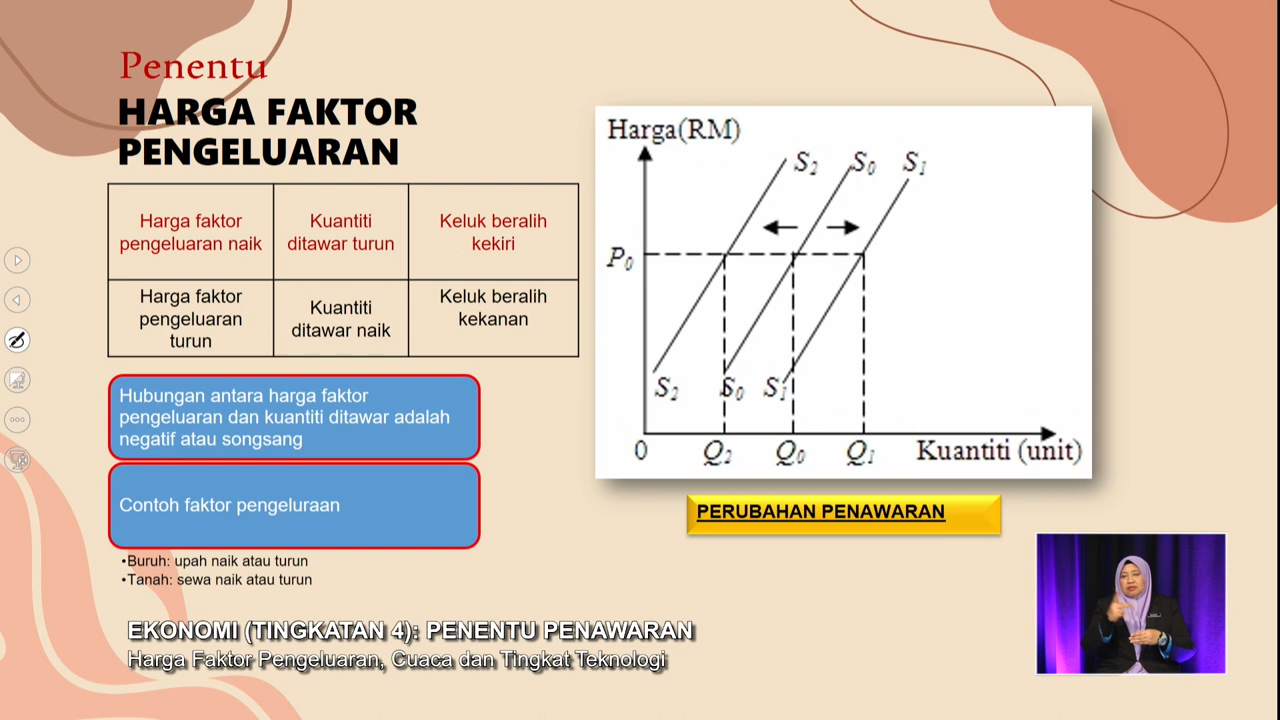 Penentu
HARGA FAKTOR
PENGELUARAN
Harga faktor
pengeluaran naik
Kuantiti
ditawar turun
Keluk beralih
kekiri
Harga faktor
pengeluaran
turun
Kuantiti
ditawar naik
Keluk beralih
kekanan
Hubungan antara harga faktor
pengeluaran dan kuantiti ditawar adalah
negatif atau songsang
Contoh faktor pengeluraan
•Buruh: upah naik atau turun
•Tanah: sewa naik atau turun
Harga(RM)
S2 S0 S1
P0
S2 S0 S1
0 Q2 Q0 Q1 Kuantiti (unit)
PERUBAHAN PENAWARAN
EKONOMI (TINGKATAN 4): PENENTU PENAWARAN
Harga Faktor Pengeluaran, Cuaca dan Tingkat Teknologi